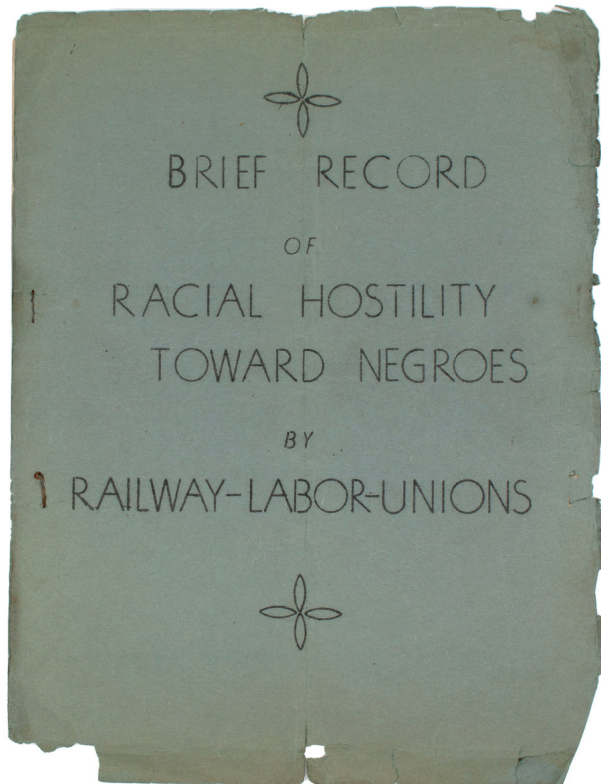 BRIEF RECORD
OF
RACIAL HOSTILITY
TOWARD NEGROES
BY
RAILWAY-LABOR-UNIONS